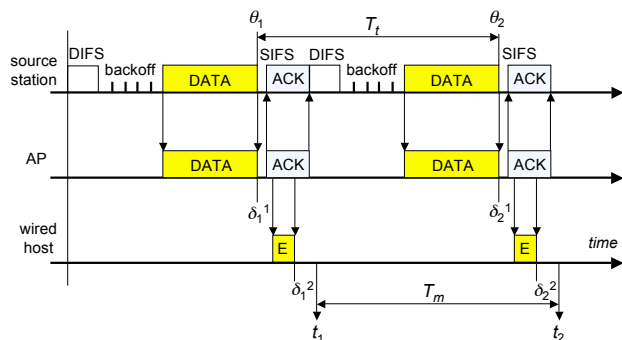 θ1 Tt θ2
DIFS SIFS DIFS SIFS
source station backoff DATA ACK backoff DATA ACK
AP DATA ACK DATA ACK
δ1^1 δ2^1
wired host E E time
δ1^2 Tm δ2^2
t1 t2